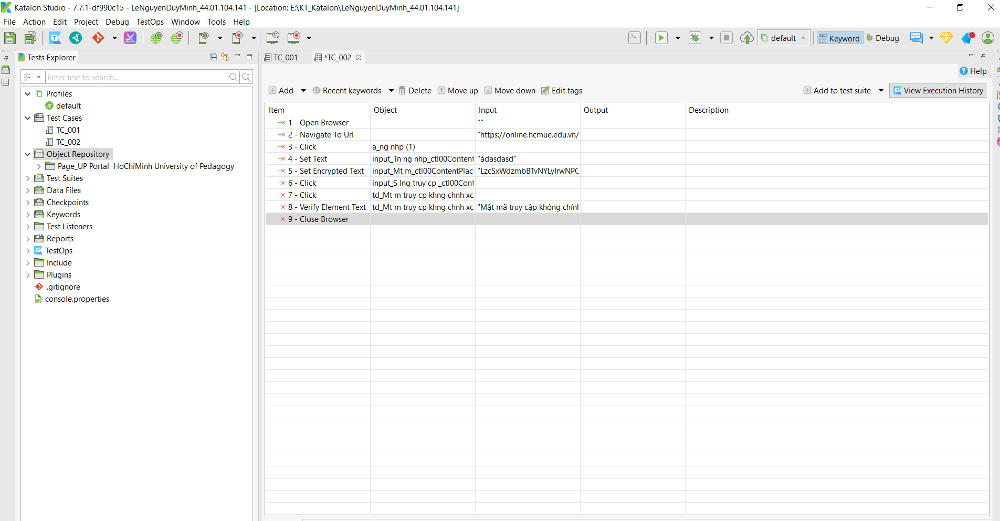 Katalon Studio - 7.7.1-df990c15 - LeNguyenDuyMinh_44.01.104.141 - [Location: E:\KT_Katalon\LeNguyenDuyMinh_44.01.104.141]
File Action Edit Project Debug TestOps Window Tools Help
default Keyword Debug
Tests Explorer
Enter text to search...
Profiles
default
Test Cases
TC_001
TC_002
Object Repository
Page_UP Portal HoChiMinh University of Pedagogy
Test Suites
Data Files
Checkpoints
Keywords
Test Listeners
Reports
TestOps
Include
Plugins
.gitignore
console.properties
TC_001 *TC_002
Help
Add Recent keywords Delete Move up Move down Edit tags Add to test suite View Execution History
Item Object Input Output Description
1 - Open Browser ""
2 - Navigate To Url "https://online.hcmue.edu.vn/
3 - Click a_ng nhp (1)
4 - Set Text input_Tn ng nhp_ctl00Content "ádasdasd"
5 - Set Encrypted Text input_Mt m_ctl00ContentPlac "LzcSxWdzmbBTvNYLyIrwNPC
6 - Click input_S lng truy cp _ctl00Cont
7 - Click td_Mt m truy cp khng chnh xc
8 - Verify Element Text td_Mt m truy cp khng chnh xc "Mật mã truy cập không chính
9 - Close Browser